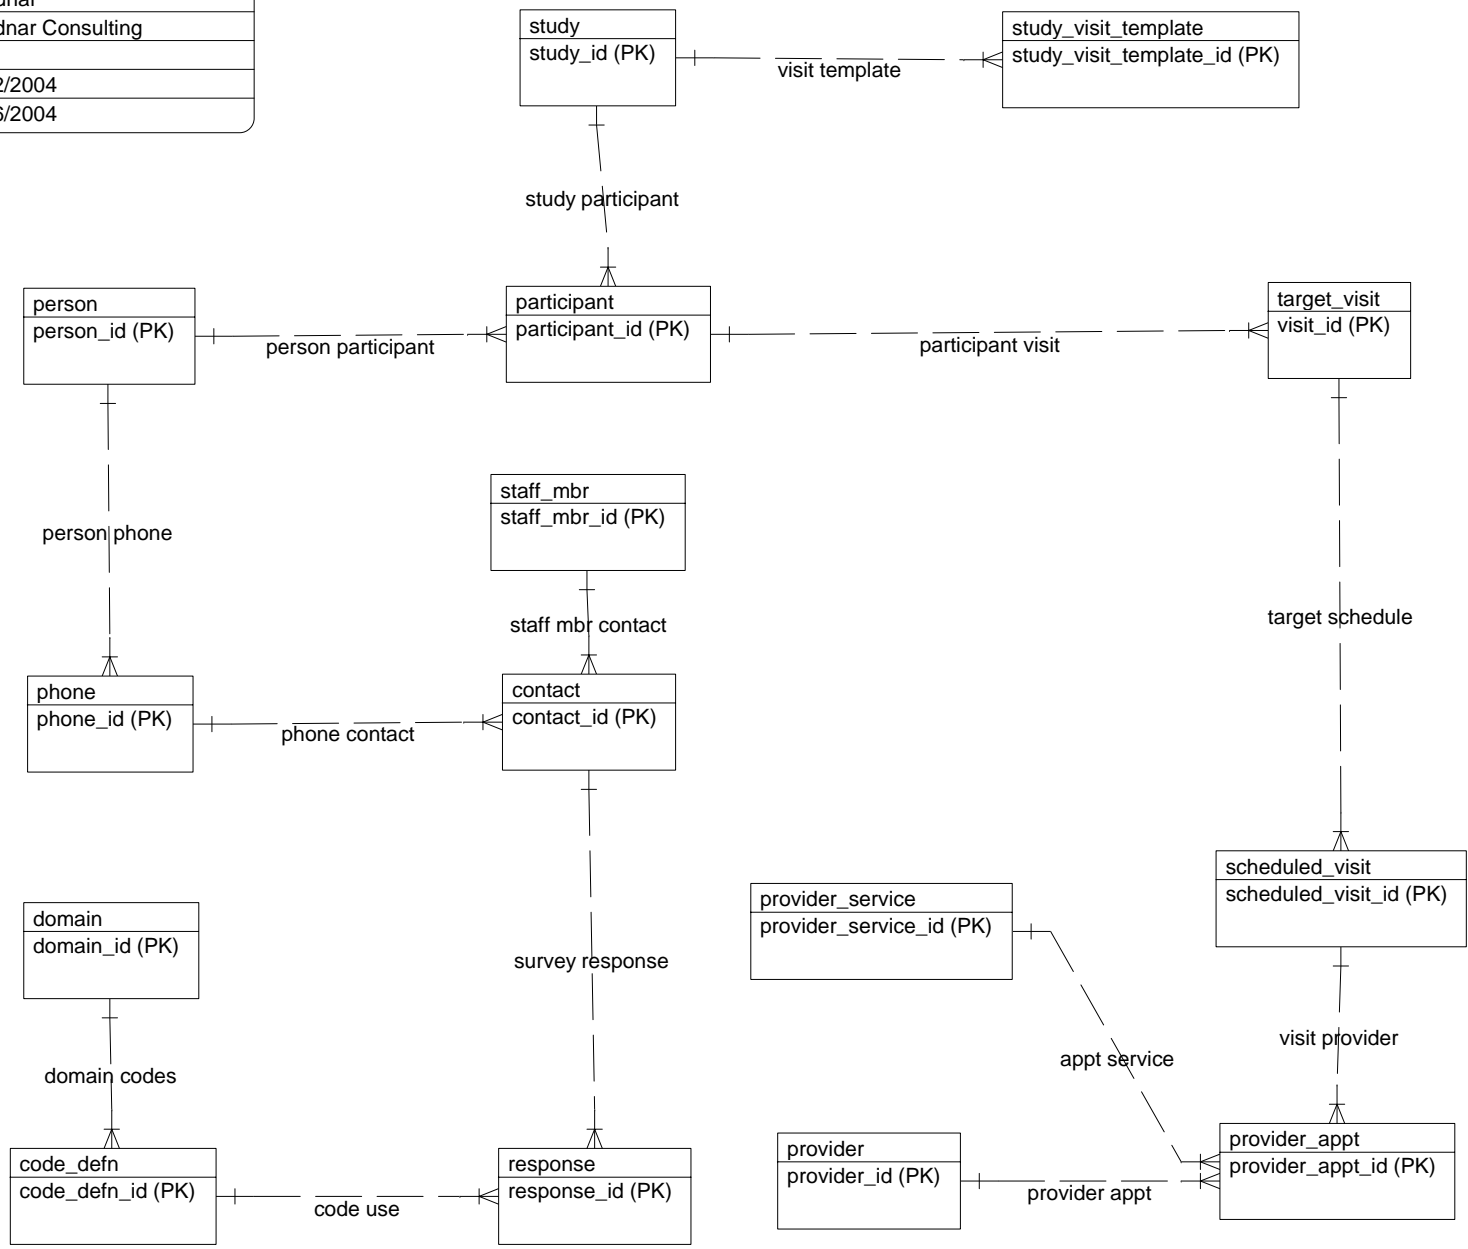 Consulting
2/2004
6/2004
study
study_id (PK)
visit template
study_visit_template
study_visit_template_id (PK)
study participant
person
person_id (PK)
person participant
participant
participant_id (PK)
participant visit
target_visit
visit_id (PK)
person phone
staff_mbr
staff_mbr_id (PK)
staff mbr contact
target schedule
phone
phone_id (PK)
phone contact
contact
contact_id (PK)
survey response
scheduled_visit
scheduled_visit_id (PK)
provider_service
provider_service_id (PK)
domain
domain_id (PK)
domain codes
appt service
visit provider
code_defn
code_defn_id (PK)
code use
response
response_id (PK)
provider
provider_id (PK)
provider appt
provider_appt
provider_appt_id (PK)